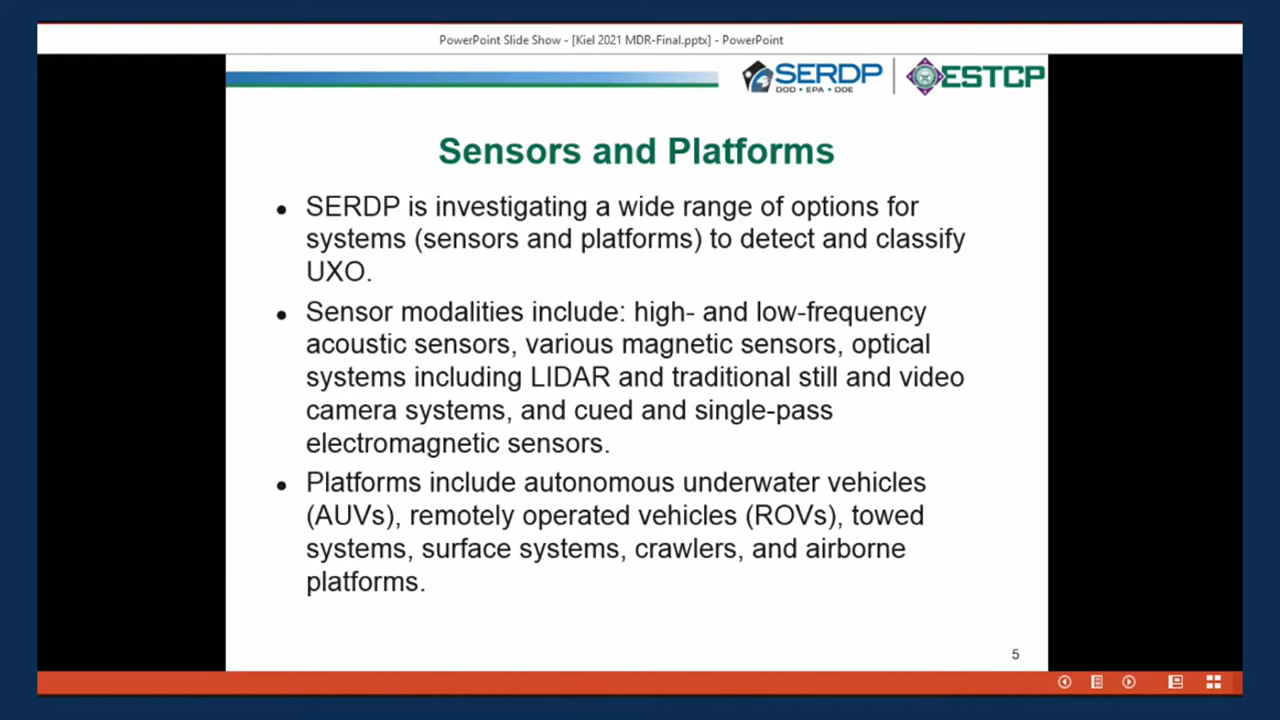 PowerPoint Slide Show - [Kiel 2021 MDR-Final.pptx] - PowerPoint
SERDP
DOD • EPA • DOE
ESTCP
Sensors and Platforms
• SERDP is investigating a wide range of options for
systems (sensors and platforms) to detect and classify
UXO.
• Sensor modalities include: high- and low-frequency
acoustic sensors, various magnetic sensors, optical
systems including LIDAR and traditional still and video
camera systems, and cued and single-pass
electromagnetic sensors.
• Platforms include autonomous underwater vehicles
(AUVs), remotely operated vehicles (ROVs), towed
systems, surface systems, crawlers, and airborne
platforms.
5